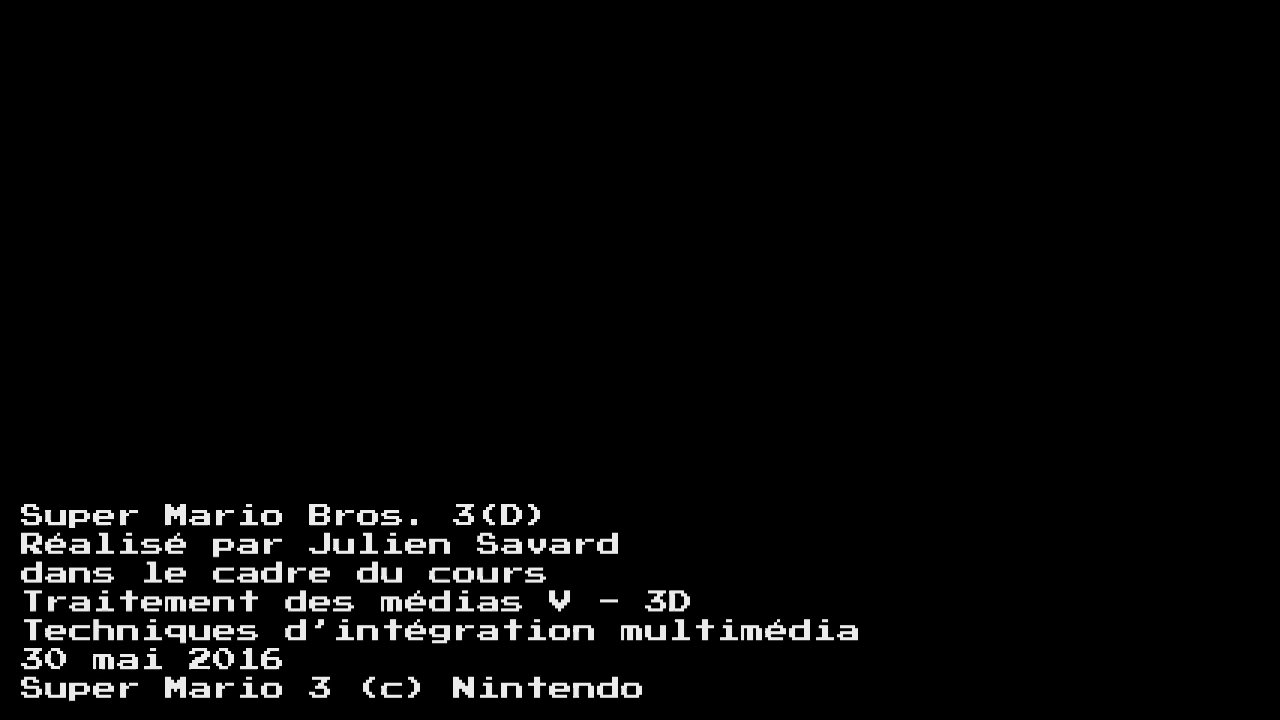 Super Mario Bros. 3(D)
Réalisé par Julien Savard
dans le cadre du cours
Traitement des médias V - 3D
Techniques d'intégration multimédia
30 mai 2016
Super Mario 3 (c) Nintendo